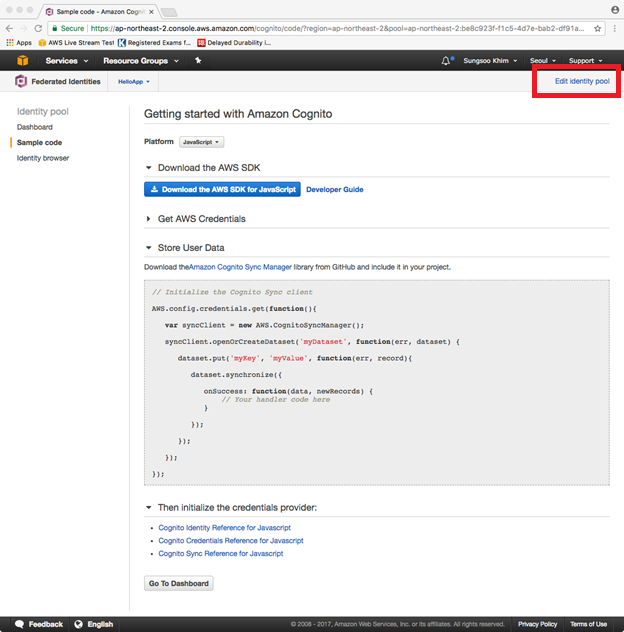 Sample code - Amazon Cogni
Secure https://ap-northeast-2.console.aws.amazon.com/cognito/code/?region=ap-northeast-2&pool=ap-northeast-2:be8c923f-f1c5-4d7e-bab2-df91a...
Apps AWS Live Stream Test Registered Exams f... Delayed Durability i...
Services Resource Groups Sungsoo Khim Seoul Support
Federated Identities HelloApp Edit identity pool
Identity pool
Dashboard
Sample code
Identity browser
Getting started with Amazon Cognito
Platform JavaScript
Download the AWS SDK
Download the AWS SDK for JavaScript Developer Guide
Get AWS Credentials
Store User Data
Download theAmazon Cognito Sync Manager library from GitHub and include it in your project.
// Initialize the Cognito Sync client
AWS.config.credentials.get(function(){
var syncClient = new AWS.CognitoSyncManager();
syncClient.openOrCreateDataset('myDataset', function(err, dataset) {
dataset.put('myKey', 'myValue', function(err, record){
dataset.synchronize({
onSuccess: function(data, newRecords) {
// Your handler code here
}
});
});
});
});
Then initialize the credentials provider:
Cognito Identity Reference for Javascript
Cognito Credentials Reference for Javascript
Cognito Sync Reference for Javascript
Go To Dashboard
Feedback English © 2008 - 2017, Amazon Web Services, Inc. or its affiliates. All rights reserved. Privacy Policy Terms of Use